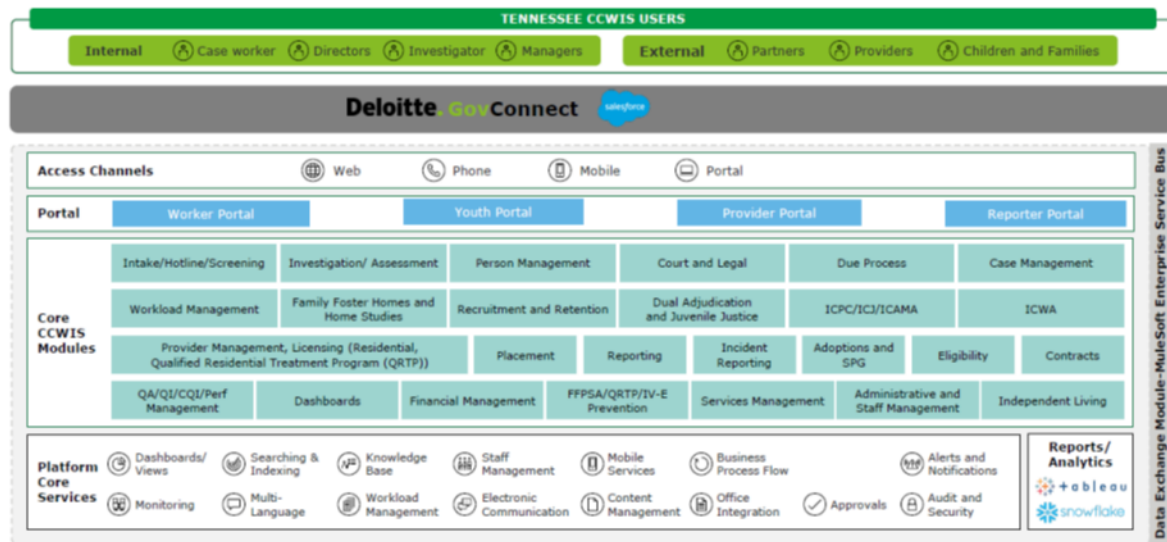 TENNESSEE CCWIS USERS
Internal Case worker Directors Investigator Managers External Partners Providers Children and Families
Deloitte. GovConnect salesforce
Access Channels Web Phone Mobile Portal
Portal Worker Portal Youth Portal Provider Portal Reporter Portal
Core
CCWIS
Modules
Intake/Hotline/Screening
Investigation/ Assessment
Person Management
Court and Legal
Due Process
Case Management
Workload Management
Family Foster Homes and
Home Studies
Recruitment and Retention
Dual Adjudication
and Juvenile Justice
ICPC/ICJ/ICAMA
ICWA
Provider Management, Licensing (Residential,
Qualified Residential Treatment Program (QRTP))
Placement
Reporting
Incident
Reporting
Adoptions and
SPG
Eligibility
Contracts
QA/QI/CQI/Perf
Management
Dashboards
Financial Management
FFPSA/QRTP/IV-E
Prevention
Services Management
Administrative and
Staff Management
Independent Living
Platform
Core
Services
Dashboards/
Views
Searching &
Indexing
Knowledge
Base
Staff
Management
Mobile
Services
Business
Process Flow
Alerts and
Notifications
Monitoring
Multi-
Language
Workload
Management
Electronic
Communication
Content
Management
Office
Integration
Approvals
Audit and
Security
Reports/
Analytics
+ableau
snowflake
Data Exchange Module-MuleSoft Enterprise Service Bus